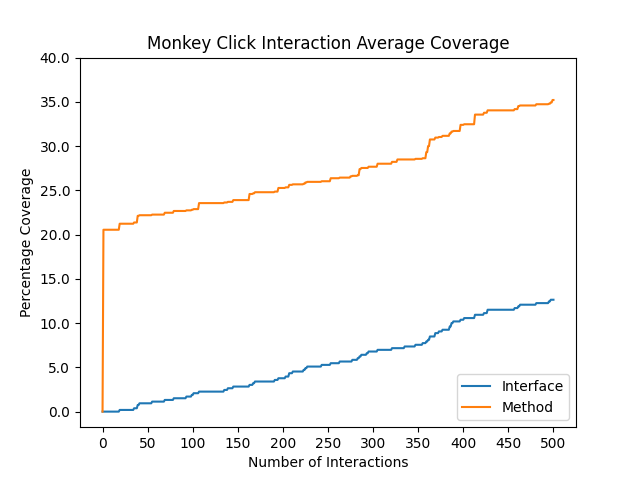 Monkey Click Interaction Average Coverage
40.0
35.0
30.0
25.0
20.0
15.0
10.0
5.0
0.0
Percentage Coverage
Interface
Method
0 50 100 150 200 250 300 350 400 450 500
Number of Interactions